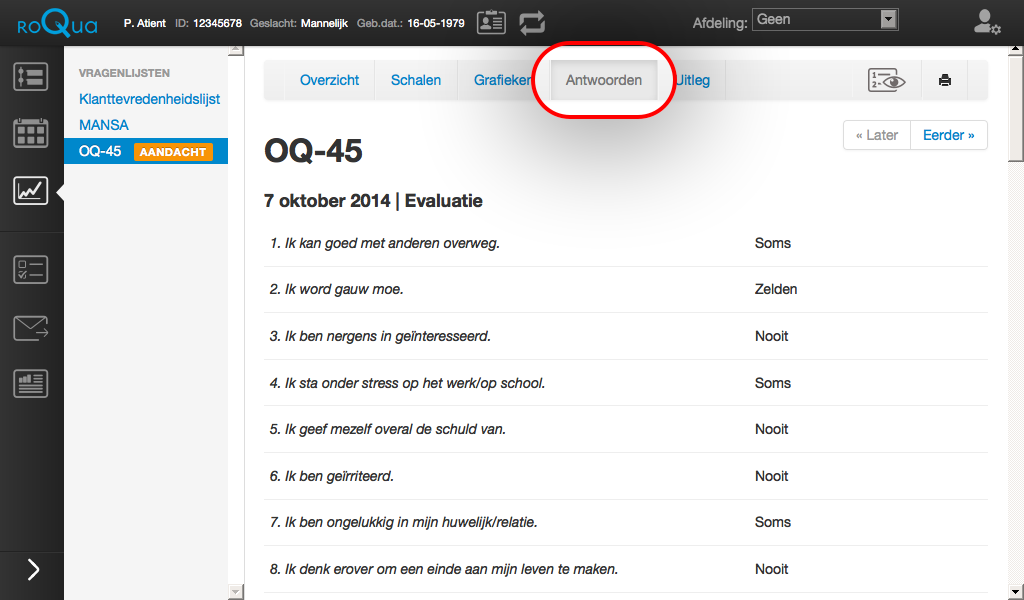 roQua P. Atient ID: 12345678 Geslacht: Mannelijk Geb.dat.: 16-05-1979 Afdeling: Geen
VRAGENLIJSTEN
Klanttevredenheidslijst
MANSA
OQ-45 AANDACHT
Overzicht Schalen Grafieken Antwoorden Uitleg
« Later Eerder »
OQ-45
7 oktober 2014 | Evaluatie
1. Ik kan goed met anderen overweg. Soms
2. Ik word gauw moe. Zelden
3. Ik ben nergens in geïnteresseerd. Nooit
4. Ik sta onder stress op het werk/op school. Soms
5. Ik geef mezelf overal de schuld van. Nooit
6. Ik ben geïrriteerd. Nooit
7. Ik ben ongelukkig in mijn huwelijk/relatie. Soms
8. Ik denk erover om een einde aan mijn leven te maken. Nooit